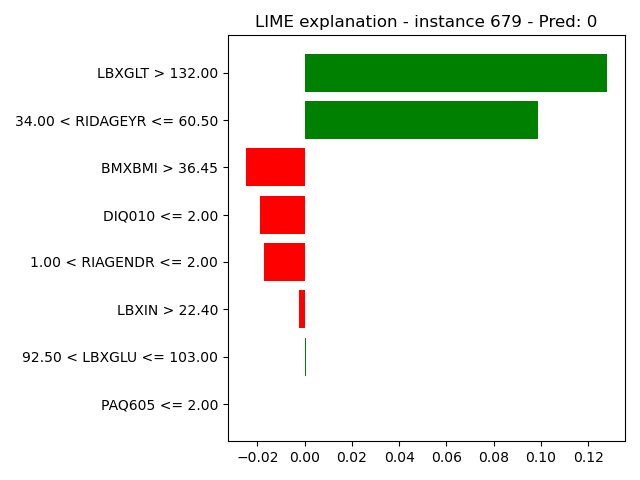 LIME explanation - instance 679 - Pred: 0
LBXGLT > 132.00
34.00 < RIDAGEYR <= 60.50
BMXBMI > 36.45
DIQ010 <= 2.00
1.00 < RIAGENDR <= 2.00
LBXIN > 22.40
92.50 < LBXGLU <= 103.00
PAQ605 <= 2.00
−0.02 0.00 0.02 0.04 0.06 0.08 0.10 0.12